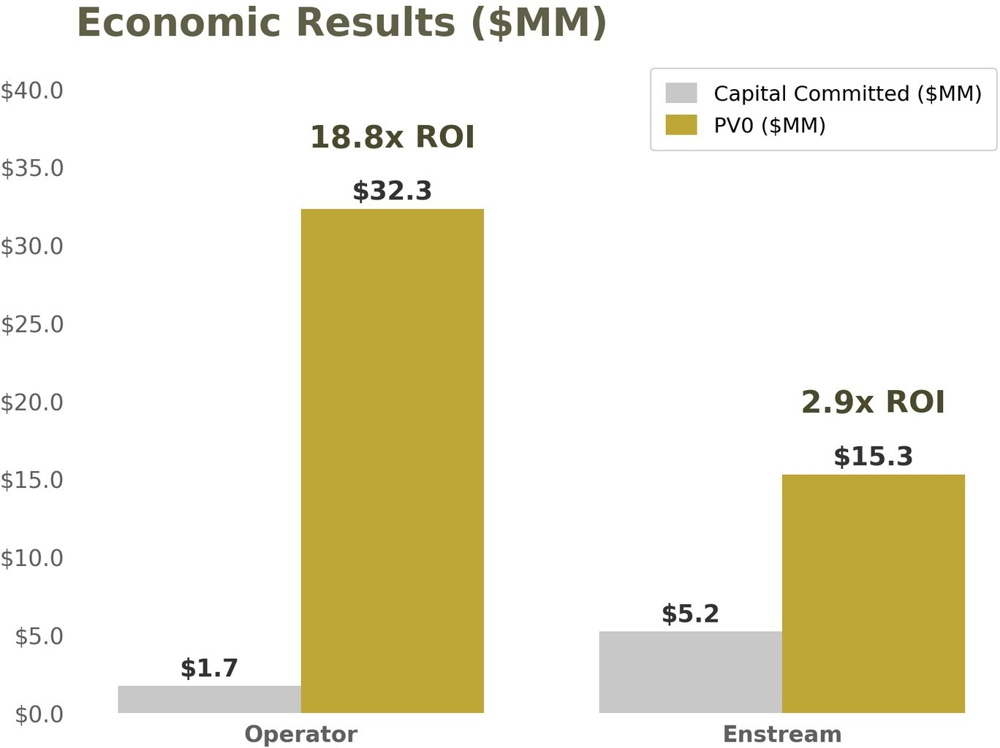 Economic Results ($MM)
Capital Committed ($MM)
PV0 ($MM)
$40.0
$35.0
$30.0
$25.0
$20.0
$15.0
$10.0
$5.0
$0.0
18.8x ROI
$32.3
$1.7
2.9x ROI
$15.3
$5.2
Operator
Enstream